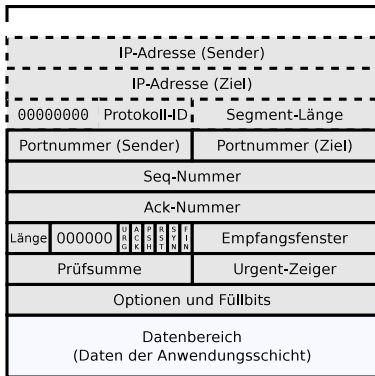 IP-Adresse (Sender)
IP-Adresse (Ziel)
00000000 Protokoll-ID Segment-Länge
Portnummer (Sender) Portnummer (Ziel)
Seq-Nummer
Ack-Nummer
Länge 000000 URG ACK PSH RST SYN FIN Empfangsfenster
Prüfsumme Urgent-Zeiger
Optionen und Füllbits
Datenbereich
(Daten der Anwendungsschicht)